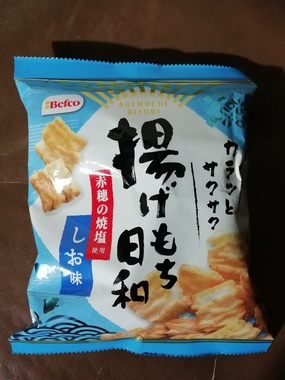 Befco
AGEMOCHI
BIYORI
カラッと
サクサク
揚げもち
日和
赤穂の焼塩
使用
しお味